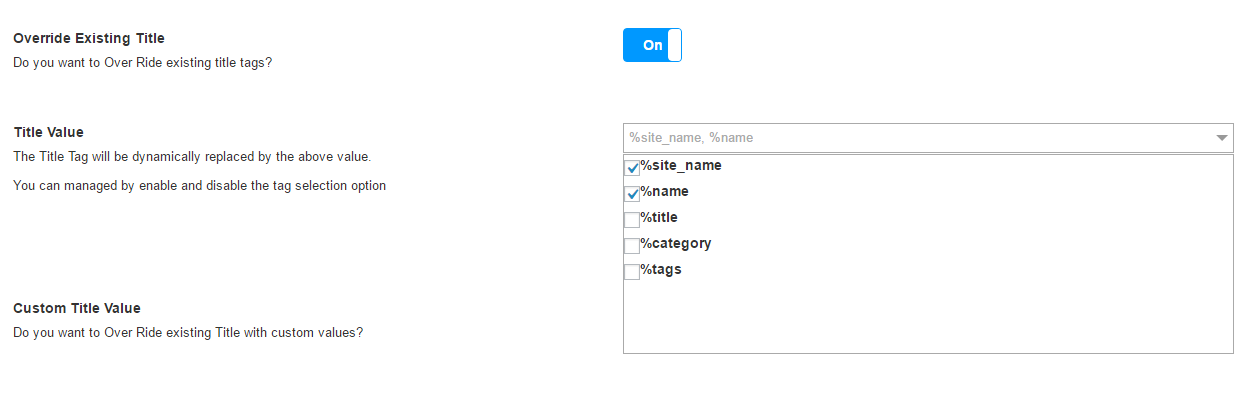 Override Existing Title
On
Do you want to Over Ride existing title tags?
Title Value
%site_name, %name
The Title Tag will be dynamically replaced by the above value.
You can managed by enable and disable the tag selection option
%site_name
%name
%title
%category
%tags
Custom Title Value
Do you want to Over Ride existing Title with custom values?